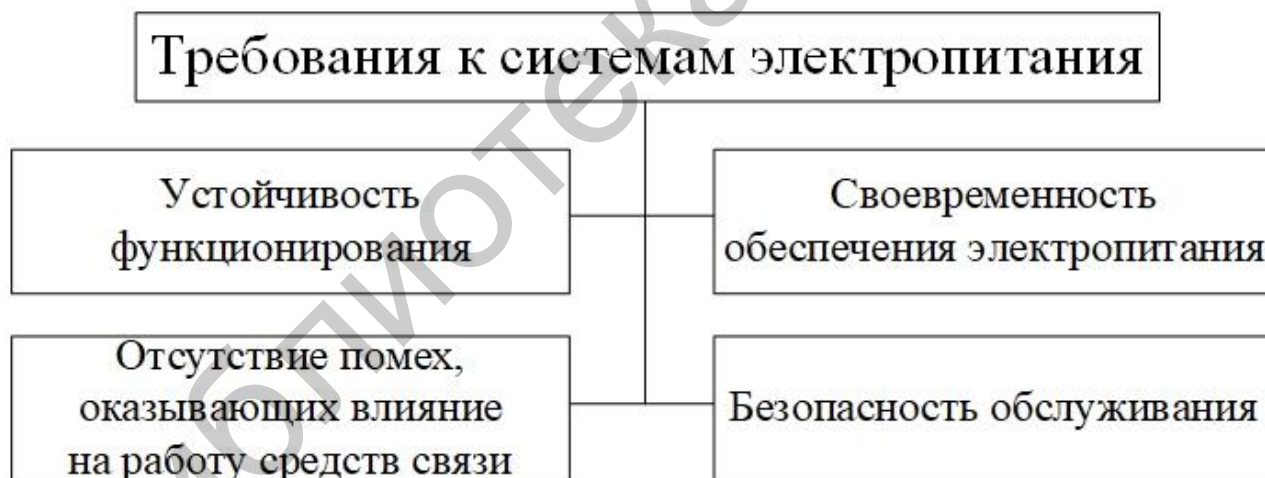 Требования к системам электропитания
Устойчивость
функционирования
Своевременность
обеспечения электропитания
Отсутствие помех,
оказывающих влияние
на работу средств связи
Безопасность обслуживания